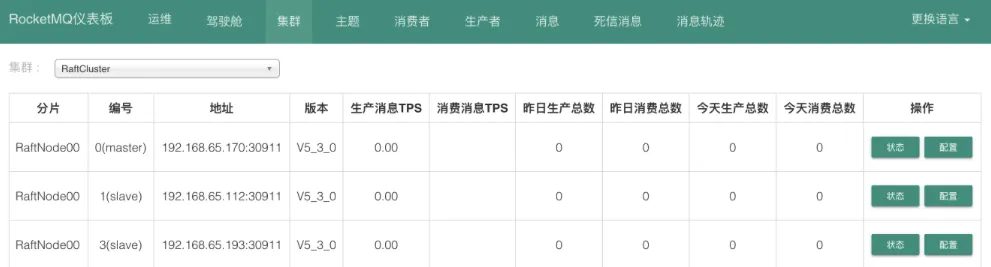 RocketMQ仪表板 运维 驾驶舱 集群 主题 消费者 生产者 消息 死信消息 消息轨迹 更换语言
集群： RaftCluster
分片 编号 地址 版本 生产消息TPS 消费消息TPS 昨日生产总数 昨日消费总数 今天生产总数 今天消费总数 操作
RaftNode00 0(master) 192.168.65.170:30911 V5_3_0 0.00 0 0 0 0 状态 配置
RaftNode00 1(slave) 192.168.65.112:30911 V5_3_0 0.00 0 0 0 0 状态 配置
RaftNode00 3(slave) 192.168.65.193:30911 V5_3_0 0.00 0 0 0 0 状态 配置